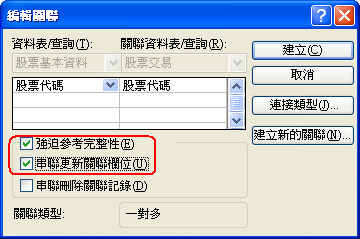 編輯關聯
資料表/查詢(T): 關聯資料表/查詢(R):
股票基本資料 股票交易
股票代碼 股票代碼
強迫參考完整性(E)
串聯更新關聯欄位(U)
串聯刪除關聯記錄(D)
關聯類型: 一對多
建立(C)
取消
連接類型(J)...
建立新的關聯(N)...